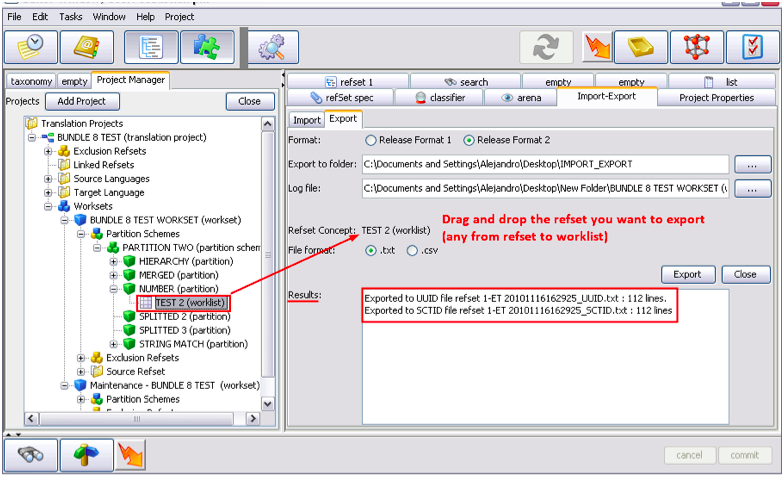 File Edit Tasks Window Help Project
taxonomy empty Project Manager
Projects Add Project Close
Translation Projects
BUNDLE 8 TEST (translation project)
Exclusion Refsets
Linked Refsets
Source Languages
Target Language
Worksets
BUNDLE 8 TEST WORKSET (workset)
Partition Schemes
PARTITION TWO (partition schem
HIERARCHY (partition)
MERGED (partition)
NUMBER (partition)
TEST 2 (worklist)
SPLITTED 2 (partition)
SPLITTED 3 (partition)
STRING MATCH (partition)
Exclusion Refsets
Source Refset
Maintenance - BUNDLE 8 TEST (workset)
Partition Schemes
refset 1 search empty empty list
refSet spec classifier arena Import-Export Project Properties
Import Export
Format: Release Format 1 Release Format 2
Export to folder: C:\Documents and Settings\Alejandro\Desktop\IMPORT_EXPORT ...
Log file: C:\Documents and Settings\Alejandro\Desktop\New Folder\BUNDLE 8 TEST WORKSET (\ ...
Drag and drop the refset you want to export
(any from refset to worklist)
Refset Concept: TEST 2 (worklist)
File format: .txt .csv
Export Close
Results:
Exported to UUID file refset 1-ET 20101116162925_UUID.txt : 112 lines.
Exported to SCTID file refset 1-ET 20101116162925_SCTID.txt : 112 lines
cancel commit